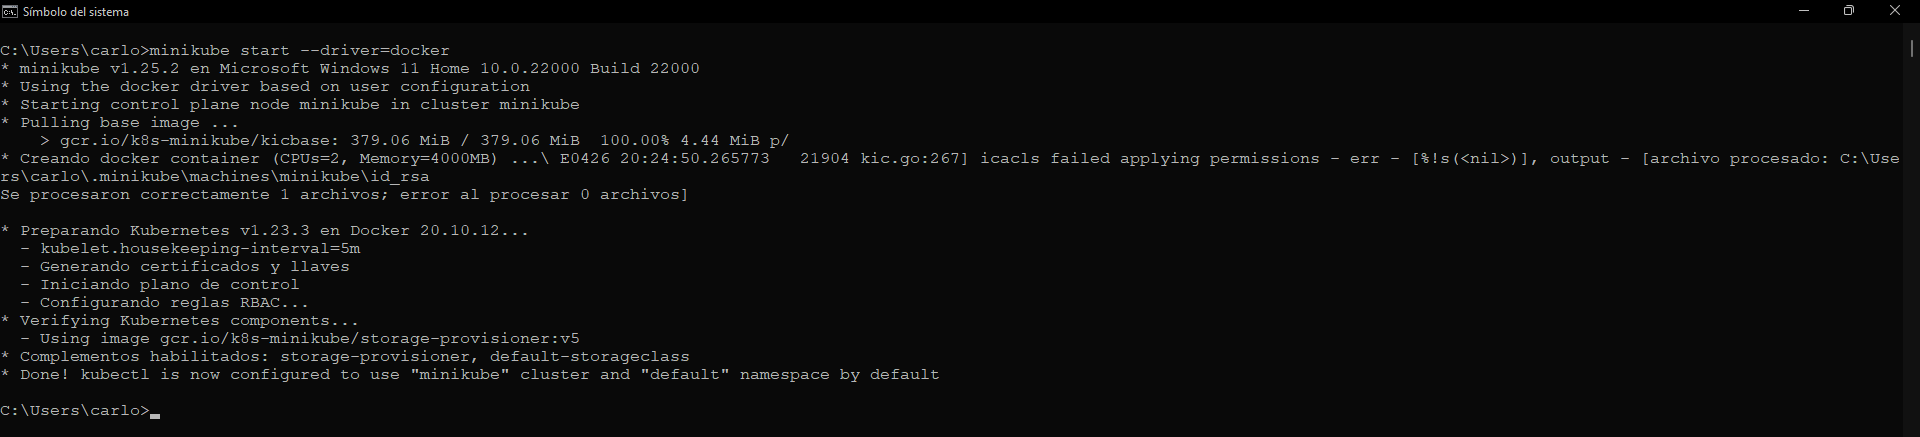 Símbolo del sistema
C:\Users\carlo>minikube start --driver=docker
* minikube v1.25.2 en Microsoft Windows 11 Home 10.0.22000 Build 22000
* Using the docker driver based on user configuration
* Starting control plane node minikube in cluster minikube
* Pulling base image ...
    > gcr.io/k8s-minikube/kicbase: 379.06 MiB / 379.06 MiB  100.00% 4.44 MiB p/
* Creando docker container (CPUs=2, Memory=4000MB) ...\ E0426 20:24:50.265773   21904 kic.go:267] icacls failed applying permissions - err - [%!s(<nil>)], output - [archivo procesado: C:\Use
rs\carlo\.minikube\machines\minikube\id_rsa
Se procesaron correctamente 1 archivos; error al procesar 0 archivos]
* Preparando Kubernetes v1.23.3 en Docker 20.10.12...
  - kubelet.housekeeping-interval=5m
  - Generando certificados y llaves
  - Iniciando plano de control
  - Configurando reglas RBAC...
* Verifying Kubernetes components...
  - Using image gcr.io/k8s-minikube/storage-provisioner:v5
* Complementos habilitados: storage-provisioner, default-storageclass
* Done! kubectl is now configured to use "minikube" cluster and "default" namespace by default
C:\Users\carlo>